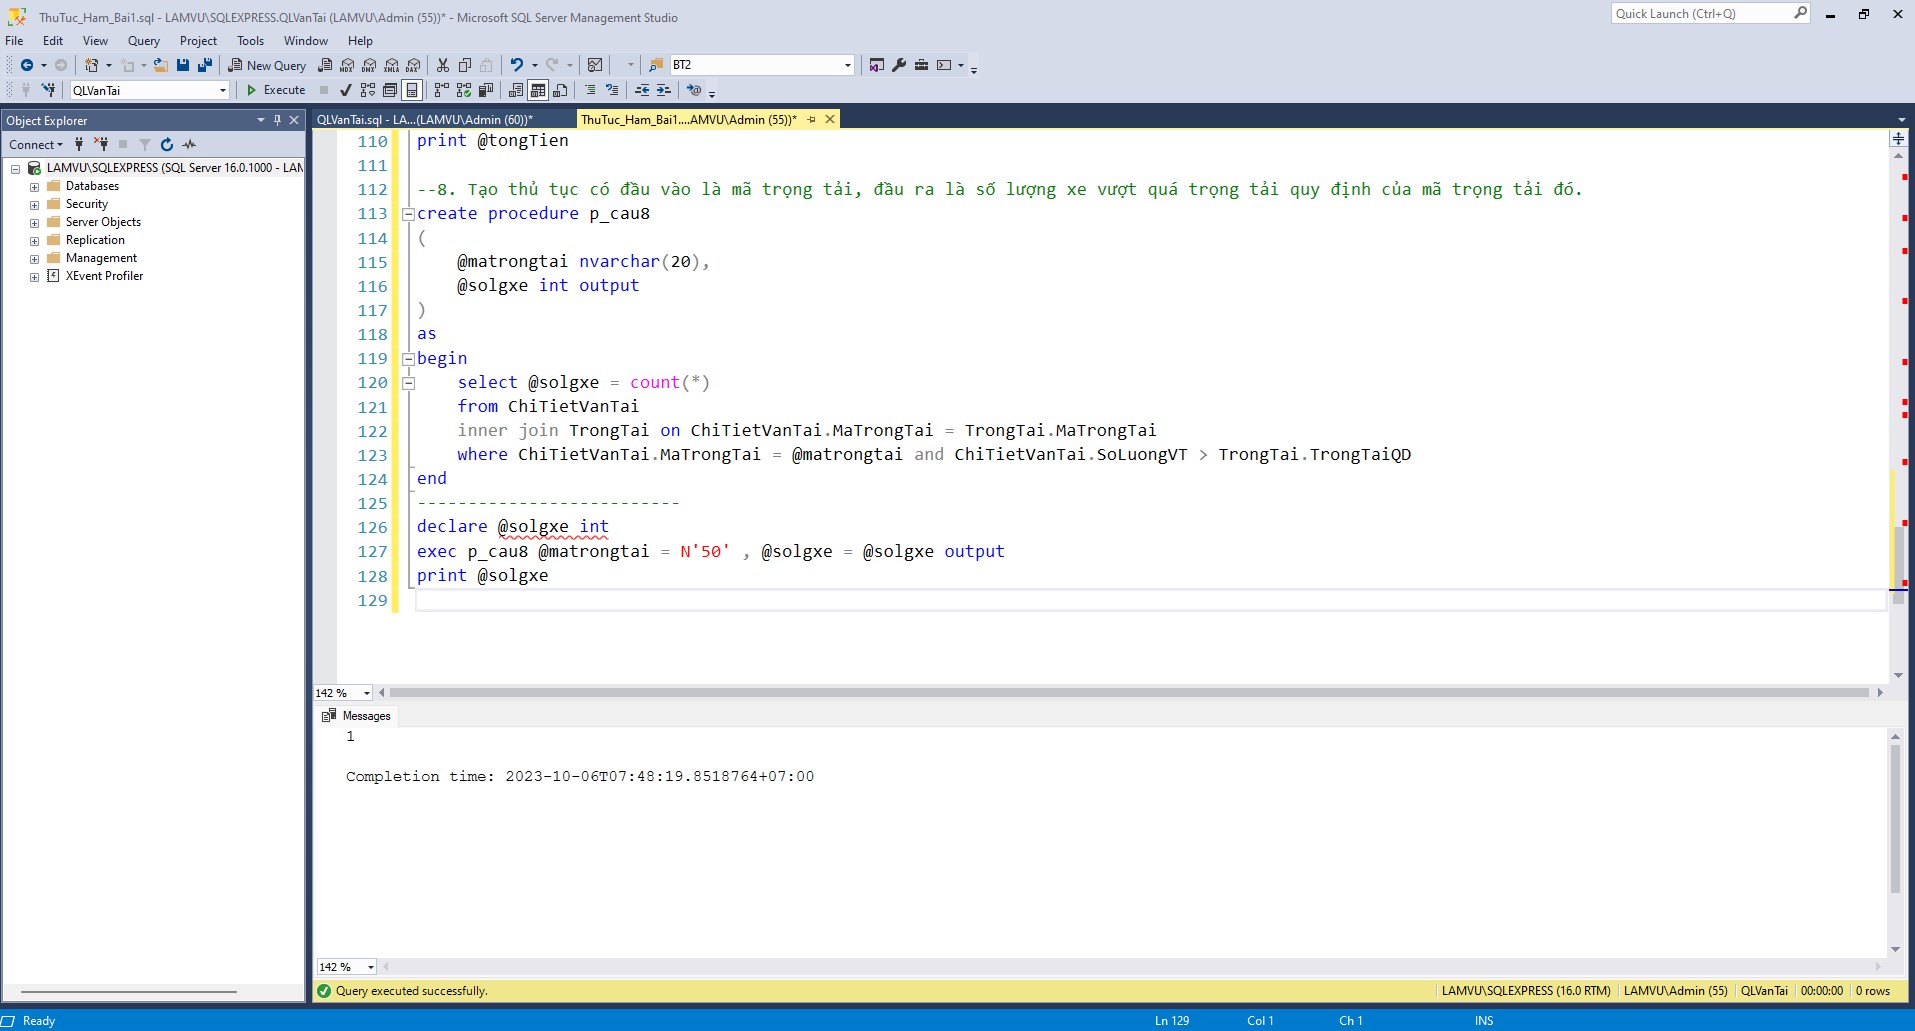 ThuTuc_Ham_Bai1.sql - LAMVU\SQLEXPRESS.QLVanTai (LAMVU\Admin (55))* - Microsoft SQL Server Management Studio
Quick Launch (Ctrl+Q)
File Edit View Query Project Tools Window Help
New Query MDX DMX XMLA DAX BT2
QLVanTai Execute
Object Explorer
Connect
LAMVU\SQLEXPRESS (SQL Server 16.0.1000 - LAM
Databases
Security
Server Objects
Replication
Management
XEvent Profiler
QLVanTai.sql - LA...(LAMVU\Admin (60))* ThuTuc_Ham_Bai1....AMVU\Admin (55))*
110 print @tongTien
111
112 --8. Tạo thủ tục có đầu vào là mã trọng tải, đầu ra là số lượng xe vượt quá trọng tải quy định của mã trọng tải đó.
113 create procedure p_cau8
114 (
115 @matrongtai nvarchar(20),
116 @solgxe int output
117 )
118 as
119 begin
120 select @solgxe = count(*)
121 from ChiTietVanTai
122 inner join TrongTai on ChiTietVanTai.MaTrongTai = TrongTai.MaTrongTai
123 where ChiTietVanTai.MaTrongTai = @matrongtai and ChiTietVanTai.SoLuongVT > TrongTai.TrongTaiQD
124 end
125 --------------------------
126 declare @solgxe int
127 exec p_cau8 @matrongtai = N'50' , @solgxe = @solgxe output
128 print @solgxe
129
142 %
Messages
1
Completion time: 2023-10-06T07:48:19.8518764+07:00
142 %
Query executed successfully. LAMVU\SQLEXPRESS (16.0 RTM) LAMVU\Admin (55) QLVanTai 00:00:00 0 rows
Ready Ln 129 Col 1 Ch 1 INS